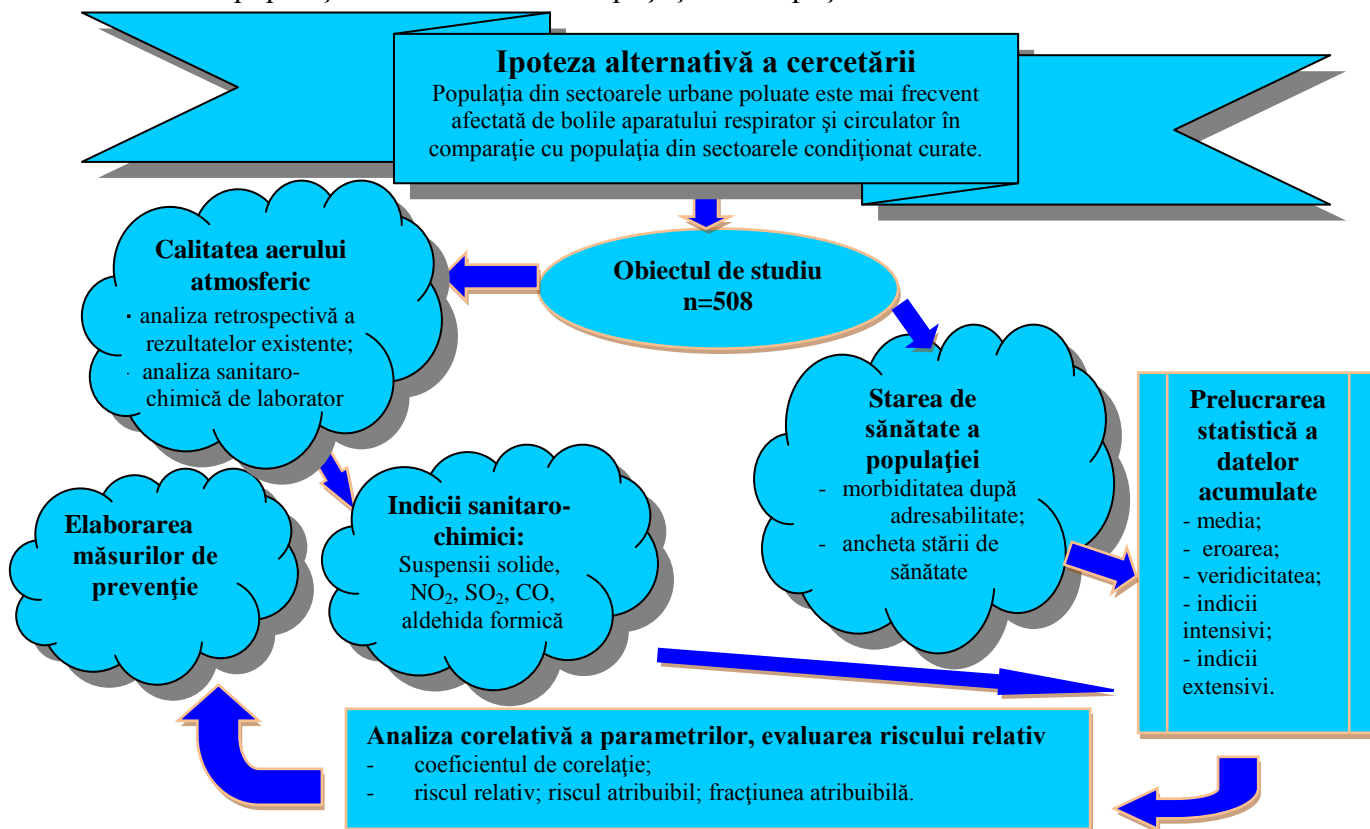 Ipoteza alternativă a cercetării
Populaţia din sectoarele urbane poluate este mai frecvent
afectată de bolile aparatului respirator şi circulator în
comparaţie cu populaţia din sectoarele condiţionat curate.
Obiectul de studiu
n=508
Calitatea aerului
atmosferic
· analiza retrospectivă a
rezultatelor existente;
· analiza sanitaro-
chimică de laborator
Indicii sanitaro-
chimici:
Suspensii solide,
NO₂, SO₂, CO,
aldehida formică
Starea de
sănătate a
populaţiei
- morbiditatea după
adresabilitate;
- ancheta stării de
sănătate
Prelucrarea
statistică a
datelor
acumulate
- media;
- eroarea;
- veridicitatea;
- indicii
intensivi;
- indicii
extensivi.
Analiza corelativă a parametrilor, evaluarea riscului relativ
- coeficientul de corelaţie;
- riscul relativ; riscul atribuibil; fracţiunea atribuibilă.
Elaborarea
măsurilor de
prevenţie